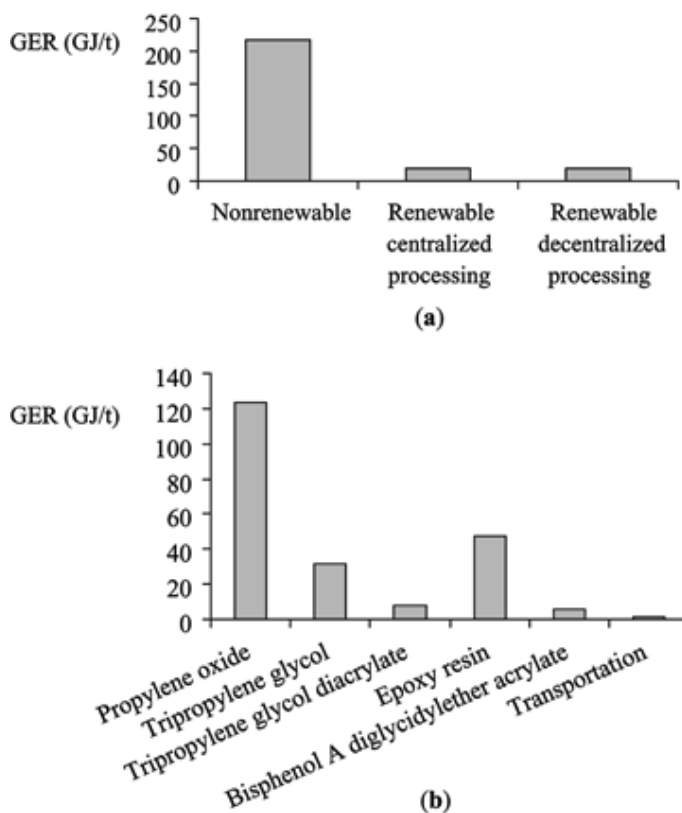 GER (GJ/t)
250
200
150
100
50
0
Nonrenewable
Renewable
centralized
processing
Renewable
decentralized
processing
(a)
GER (GJ/t)
140
120
100
80
60
40
20
0
Propylene oxide
Tripropylene glycol
Tripropylene glycol diacrylate
Epoxy resin
Bisphenol A diglycidylether acrylate
Transportation
(b)